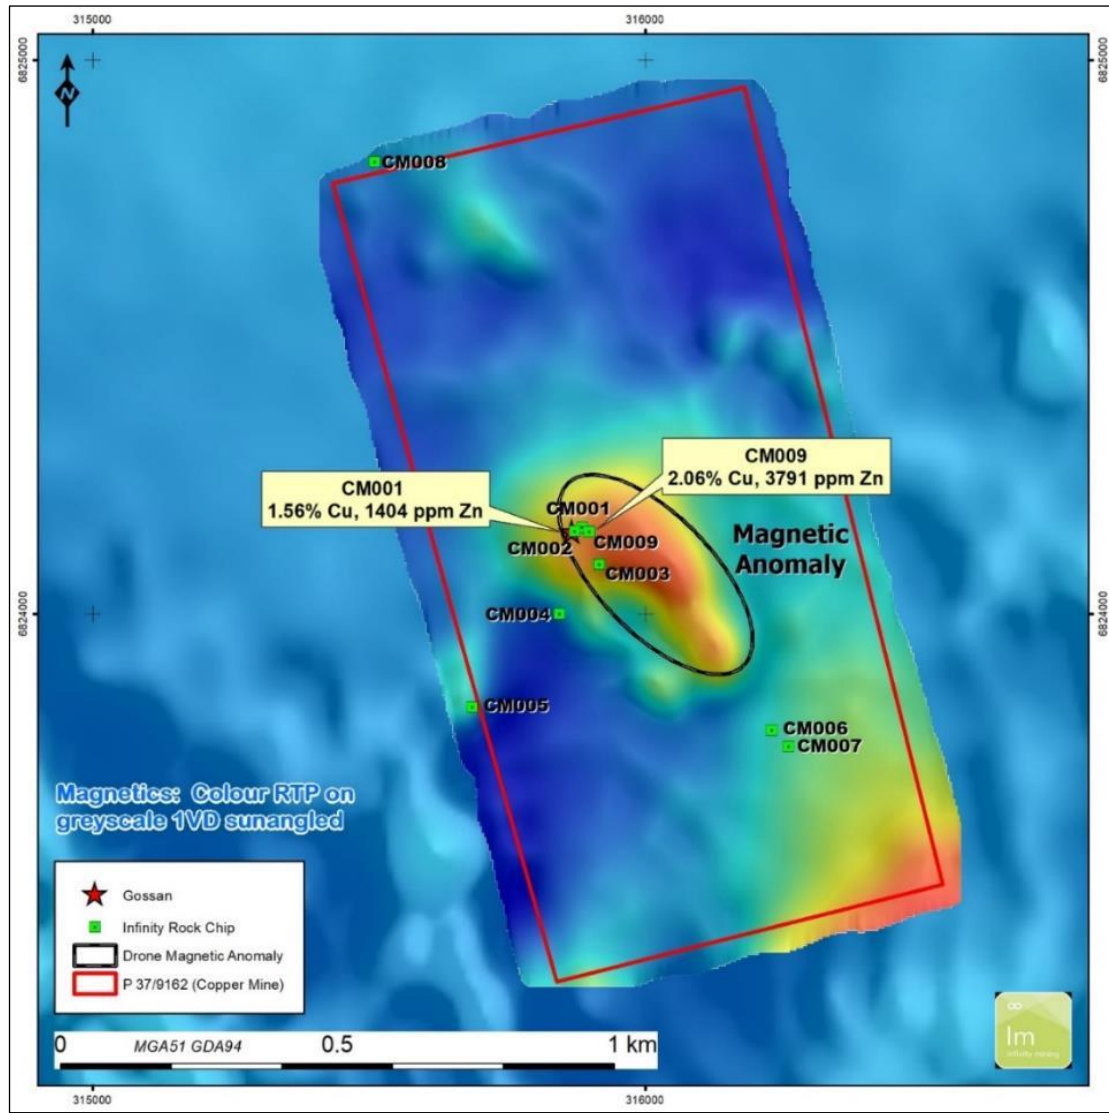 315000
316000
6825000
6825000
N
CM008
CM009
2.06% Cu, 3791 ppm Zn
CM001
1.56% Cu, 1404 ppm Zn
CM001
CM002
CM009
CM003
Magnetic
Anomaly
6824000
6824000
CM004
CM005
CM006
CM007
Magnetics: Colour RTP on
greyscale 1VD sunangled
Gossan
Infinity Rock Chip
Drone Magnetic Anomaly
P 37/9162 (Copper Mine)
0 MGA51 GDA94 0.5 1 km
∞
Im
infinity mining
315000
316000